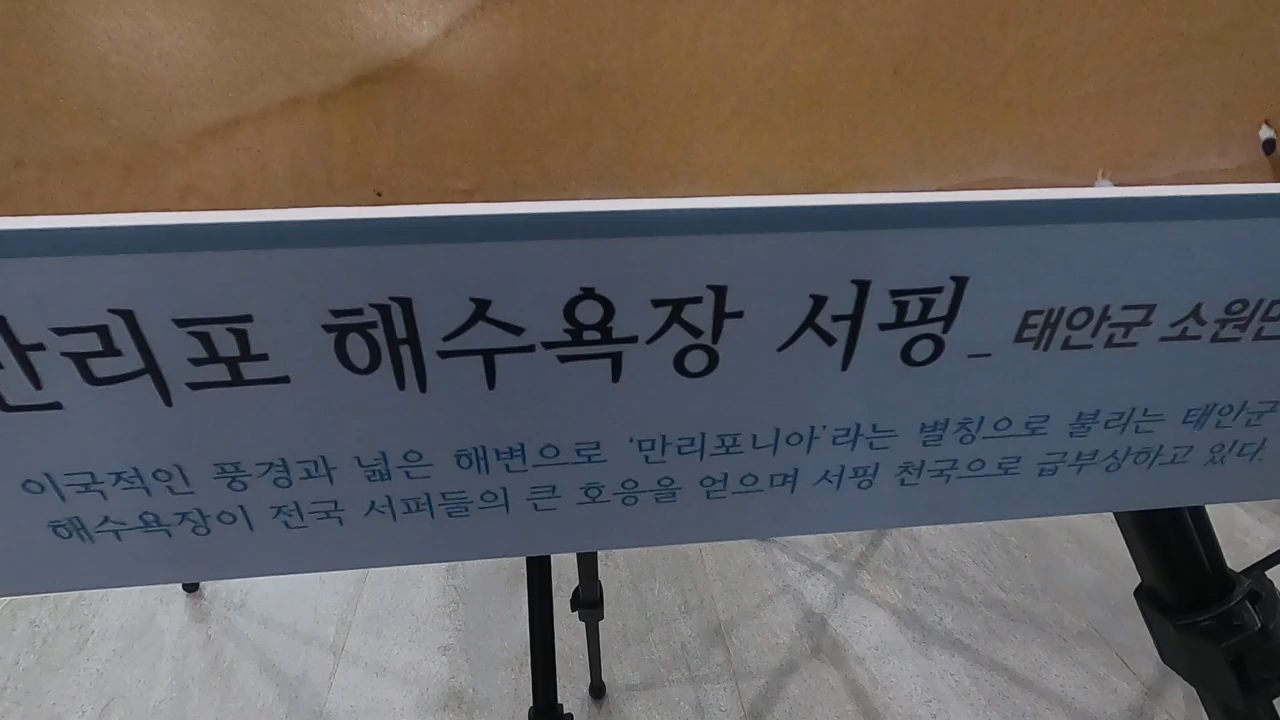 만리포 해수욕장 서핑_ 태안군 소원면
이국적인 풍경과 넓은 해변으로 '만리포니아'라는 별칭으로 불리는 태안군
해수욕장이 전국 서퍼들의 큰 호응을 얻으며 서핑 천국으로 급부상하고 있다.